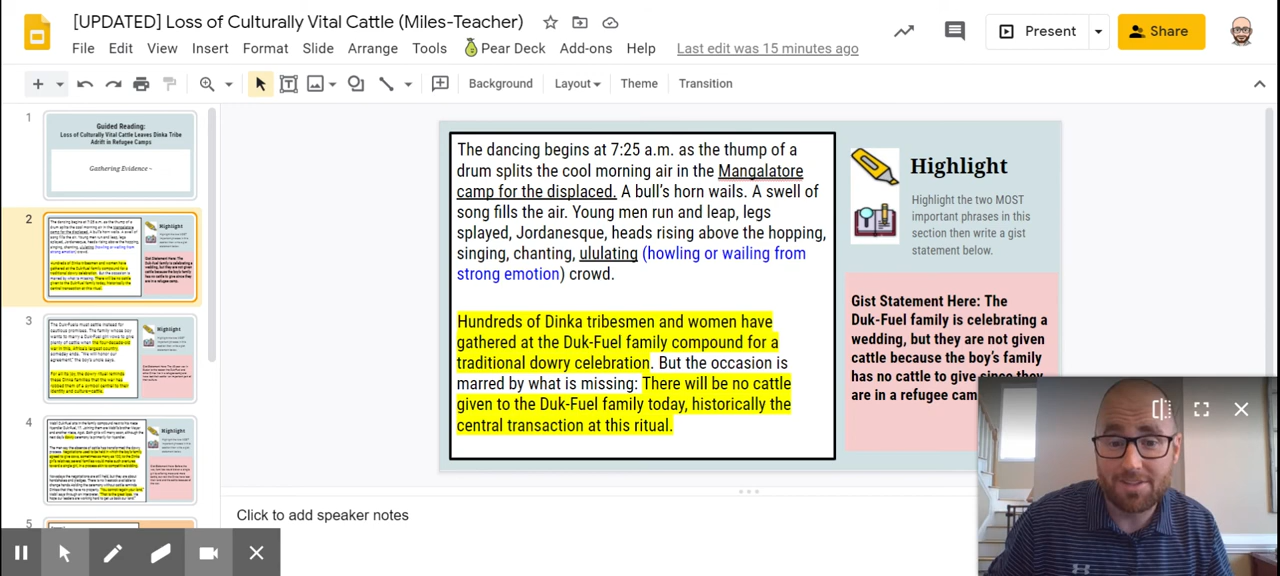 [UPDATED] Loss of Culturally Vital Cattle (Miles-Teacher)
File Edit View Insert Format Slide Arrange Tools Pear Deck Add-ons Help Last edit was 15 minutes ago
Present
Share
Background Layout Theme Transition
1
Guided Reading:
Loss of Culturally Vital Cattle Leaves Dinka Tribe
Adrift in Refugee Camps
Gathering Evidence –
2
3
4
5
The dancing begins at 7:25 a.m. as the thump of a
drum splits the cool morning air in the Mangalatore
camp for the displaced. A bull's horn wails. A swell of
song fills the air. Young men run and leap, legs
splayed, Jordanesque, heads rising above the hopping,
singing, chanting, ululating (howling or wailing from
strong emotion) crowd.
Hundreds of Dinka tribesmen and women have
gathered at the Duk-Fuel family compound for a
traditional dowry celebration. But the occasion is
marred by what is missing: There will be no cattle
given to the Duk-Fuel family today, historically the
central transaction at this ritual.
Highlight
Highlight the two MOST
important phrases in this
section then write a gist
statement below.
Gist Statement Here: The
Duk-Fuel family is celebrating a
wedding, but they are not given
cattle because the boy's family
has no cattle to give since they
are in a refugee cam
Click to add speaker notes